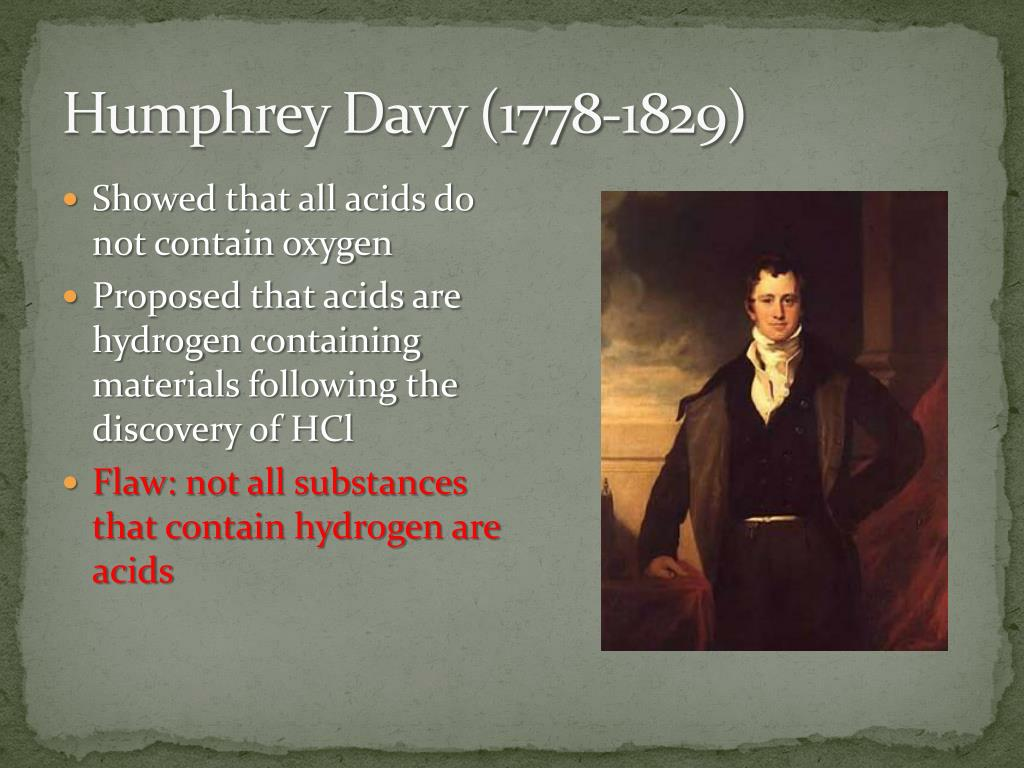 Humphrey Davy (1778-1829)
• Showed that all acids do
not contain oxygen
• Proposed that acids are
hydrogen containing
materials following the
discovery of HCl
• Flaw: not all substances
that contain hydrogen are
acids